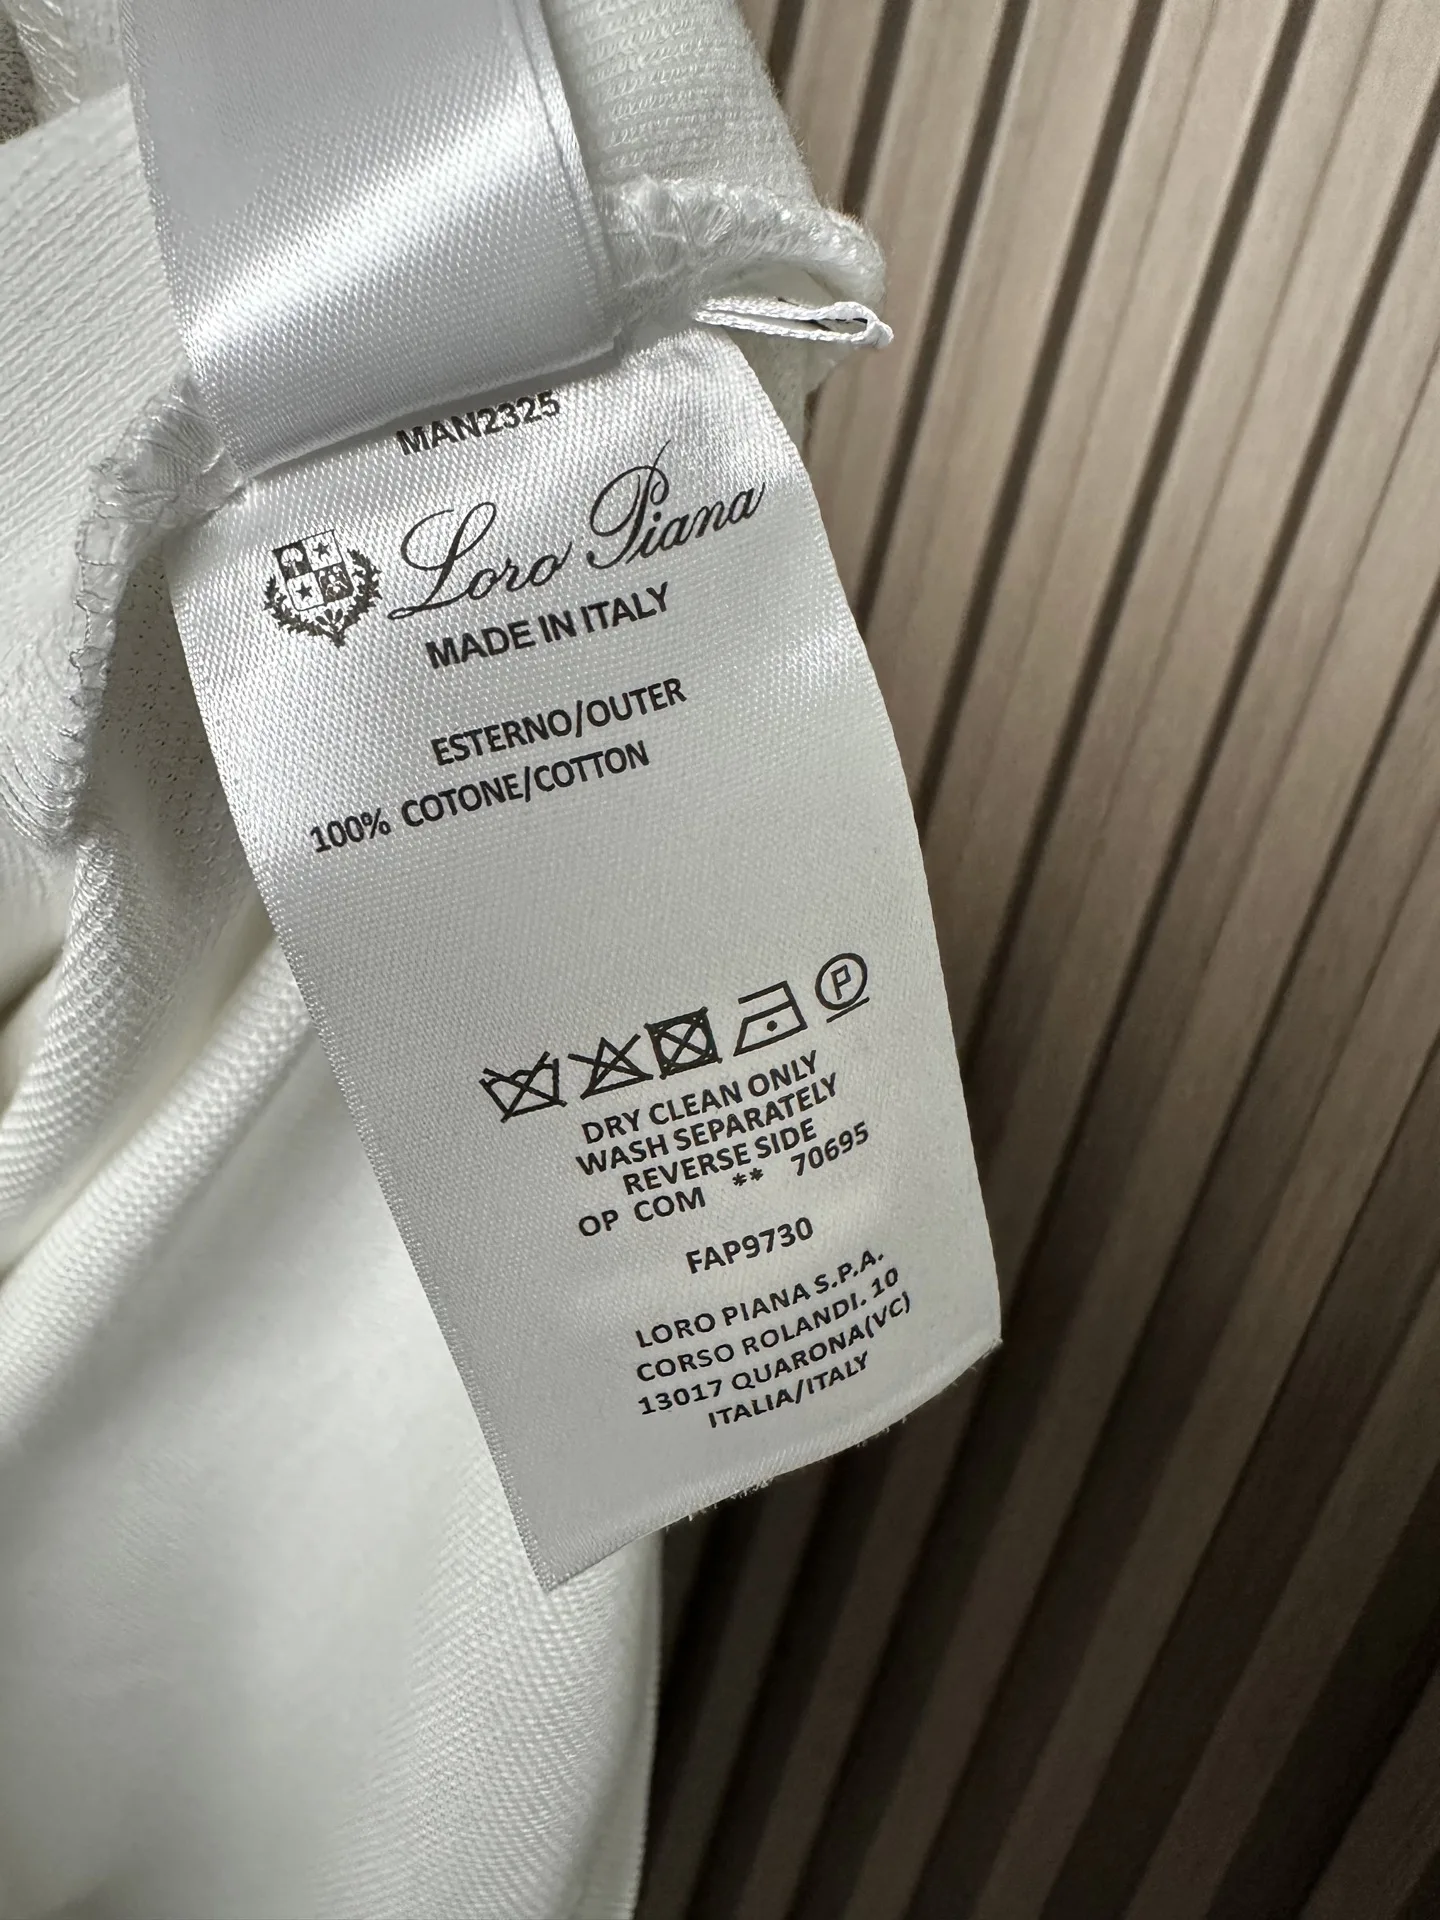 MAN2325
Loro Piana
MADE IN ITALY
ESTERNO/OUTER
100% COTONE/COTTON
P
DRY CLEAN ONLY
WASH SEPARATELY
REVERSE SIDE
OP COM ** 70695
FAP9730
LORO PIANA S.P.A.
CORSO ROLANDI. 10
13017 QUARONA(VC)
ITALIA/ITALY